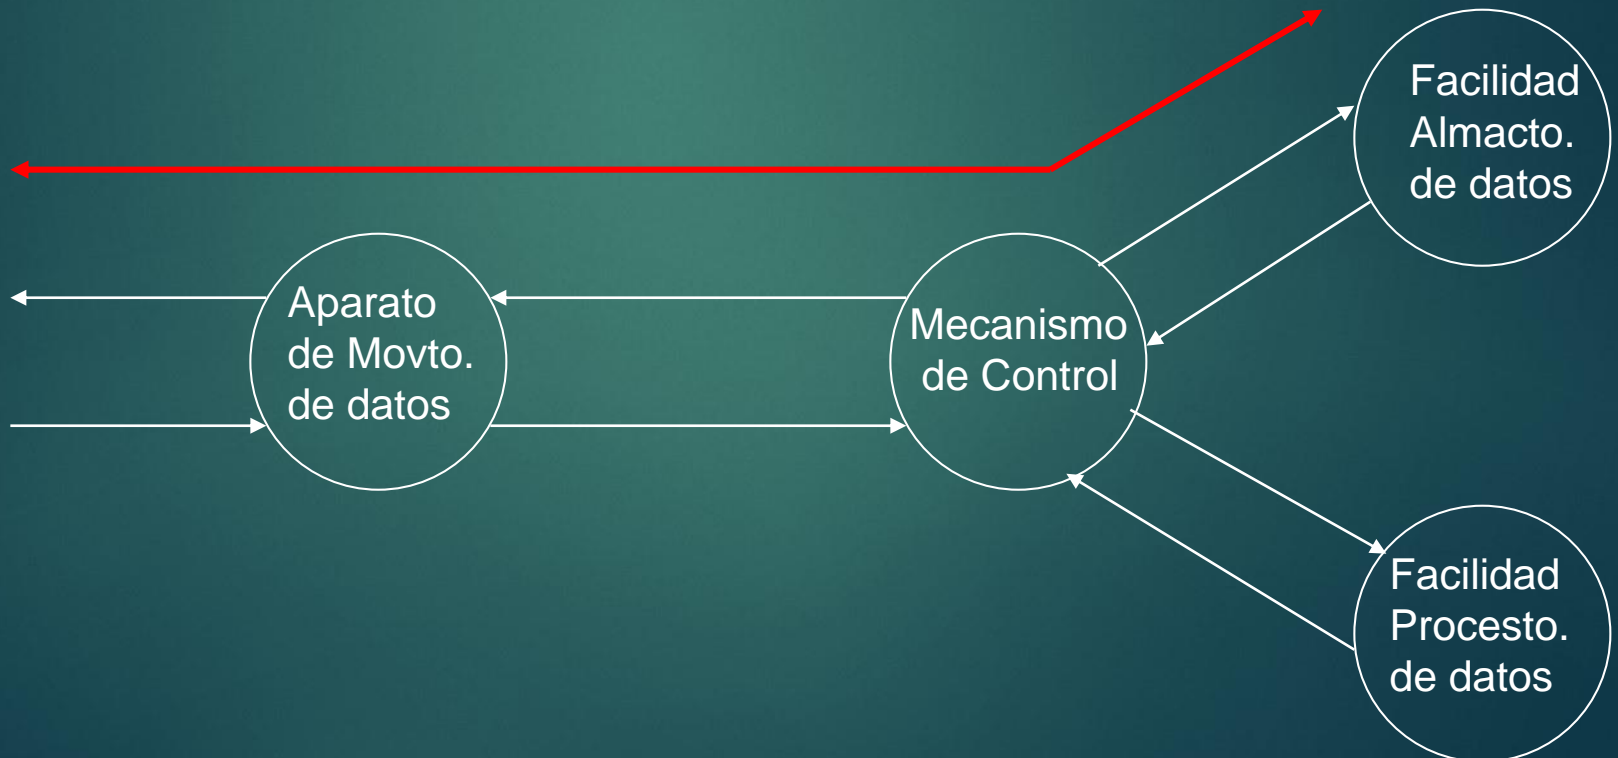 Facilidad
Almacto.
de datos
Aparato
de Movto.
de datos
Mecanismo
de Control
Facilidad
Procesto.
de datos